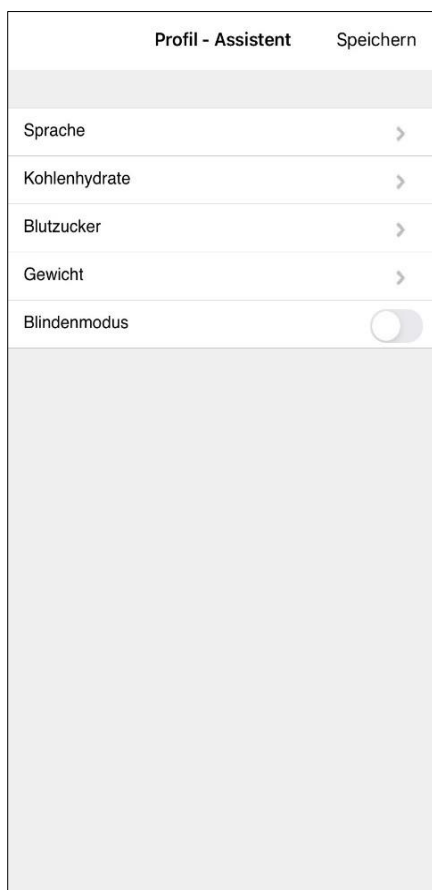 Profil - Assistent Speichern
Sprache
Kohlenhydrate
Blutzucker
Gewicht
Blindenmodus